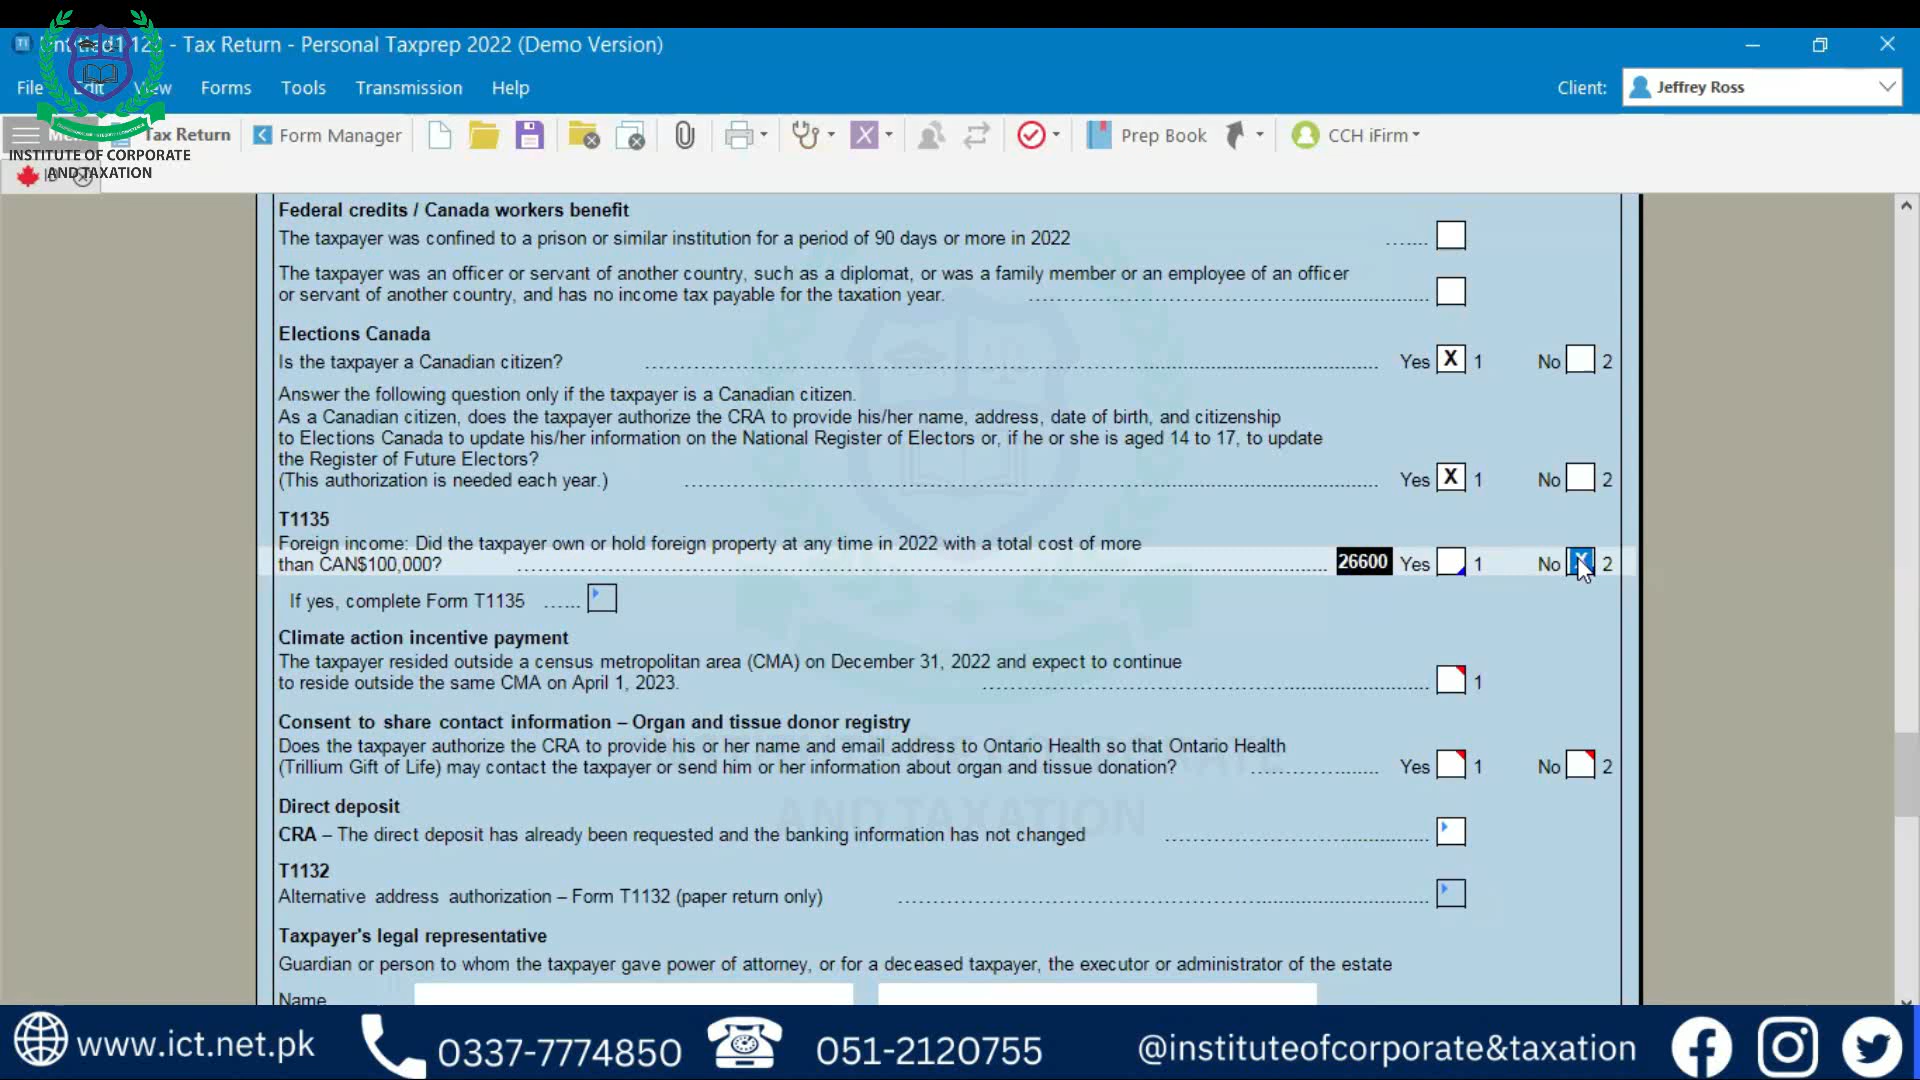 Untitled1 122 - Tax Return - Personal Taxprep 2022 (Demo Version)
File Edit View Forms Tools Transmission Help
Client: Jeffrey Ross
Tax Return Form Manager Prep Book CCH iFirm
INSTITUTE OF CORPORATE
AND TAXATION
Federal credits / Canada workers benefit
The taxpayer was confined to a prison or similar institution for a period of 90 days or more in 2022
The taxpayer was an officer or servant of another country, such as a diplomat, or was a family member or an employee of an officer
or servant of another country, and has no income tax payable for the taxation year.
Elections Canada
Is the taxpayer a Canadian citizen? Yes X 1 No 2
Answer the following question only if the taxpayer is a Canadian citizen.
As a Canadian citizen, does the taxpayer authorize the CRA to provide his/her name, address, date of birth, and citizenship
to Elections Canada to update his/her information on the National Register of Electors or, if he or she is aged 14 to 17, to update
the Register of Future Electors?
(This authorization is needed each year.) Yes X 1 No 2
T1135
Foreign income: Did the taxpayer own or hold foreign property at any time in 2022 with a total cost of more
than CAN$100,000? 26600 Yes 1 No X 2
If yes, complete Form T1135
Climate action incentive payment
The taxpayer resided outside a census metropolitan area (CMA) on December 31, 2022 and expect to continue
to reside outside the same CMA on April 1, 2023. 1
Consent to share contact information – Organ and tissue donor registry
Does the taxpayer authorize the CRA to provide his or her name and email address to Ontario Health so that Ontario Health
(Trillium Gift of Life) may contact the taxpayer or send him or her information about organ and tissue donation? Yes 1 No 2
Direct deposit
CRA – The direct deposit has already been requested and the banking information has not changed
T1132
Alternative address authorization – Form T1132 (paper return only)
Taxpayer's legal representative
Guardian or person to whom the taxpayer gave power of attorney, or for a deceased taxpayer, the executor or administrator of the estate
Name
www.ict.net.pk 0337-7774850 051-2120755 @instituteofcorporate&taxation